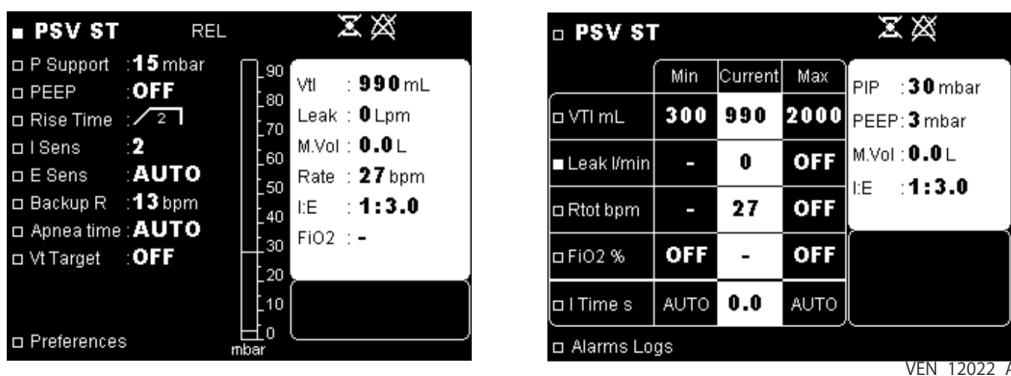 PSV ST REL
P Support : 15 mbar
PEEP : OFF
Rise Time : 2
I Sens : 2
E Sens : AUTO
Backup R : 13 bpm
Apnea time : AUTO
Vt Target : OFF
Preferences
90
80
70
60
50
40
30
20
10
0
mbar
Vtl : 990 mL
Leak : 0 Lpm
M.Vol : 0.0 L
Rate : 27 bpm
I:E : 1:3.0
FiO2 : -
PSV ST
Min Current Max
VTI mL 300 990 2000
Leak l/min - 0 OFF
Rtot bpm - 27 OFF
FiO2 % OFF - OFF
I Time s AUTO 0.0 AUTO
Alarms Logs
PIP : 30 mbar
PEEP : 3 mbar
M.Vol : 0.0 L
I:E : 1:3.0
VEN_12022_A